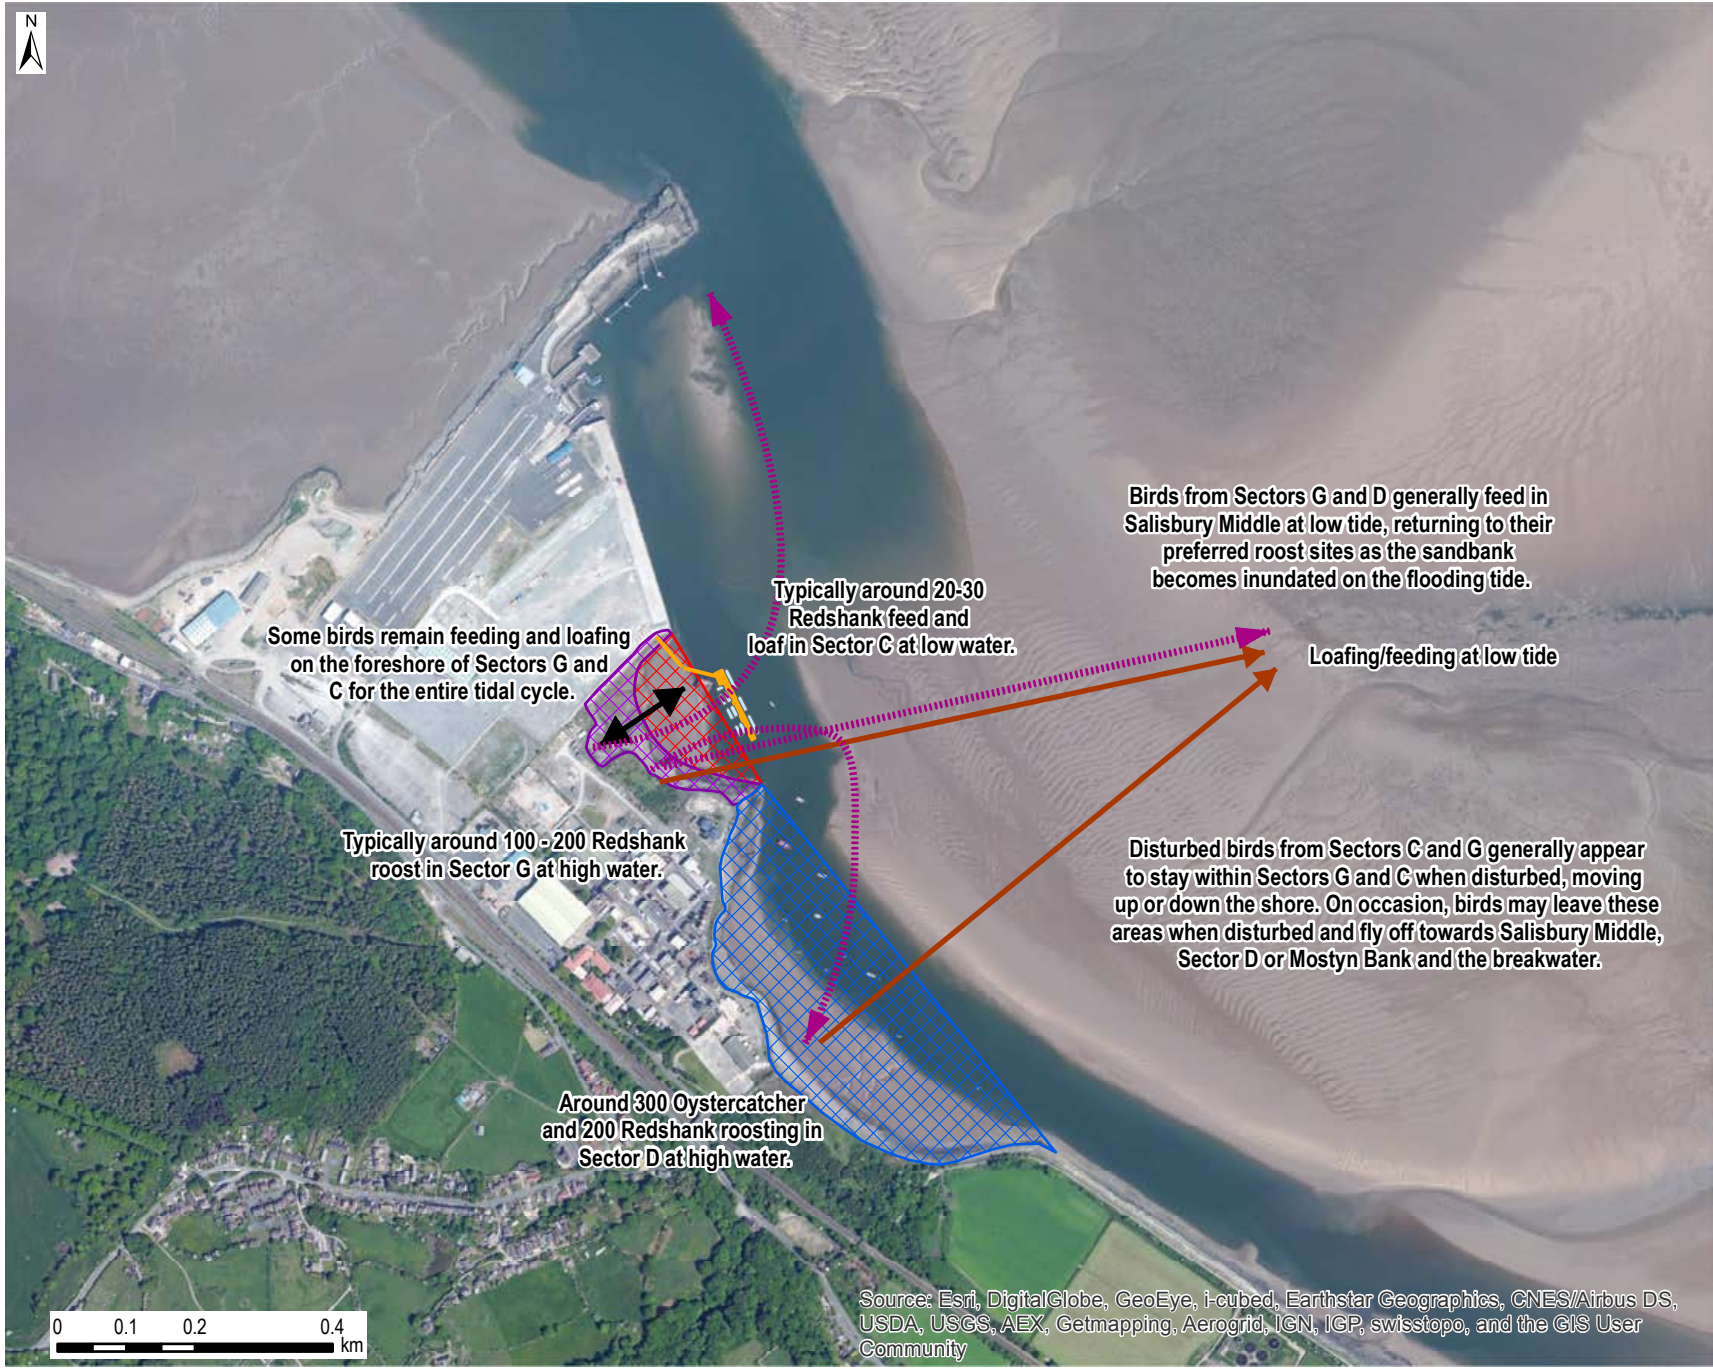 N
Birds from Sectors G and D generally feed in
Salisbury Middle at low tide, returning to their
preferred roost sites as the sandbank
becomes inundated on the flooding tide.
Typically around 20-30
Redshank feed and
loaf in Sector C at low water.
Some birds remain feeding and loafing
on the foreshore of Sectors G and
C for the entire tidal cycle.
Loafing/feeding at low tide
Typically around 100 - 200 Redshank
roost in Sector G at high water.
Disturbed birds from Sectors C and G generally appear
to stay within Sectors G and C when disturbed, moving
up or down the shore. On occasion, birds may leave these
areas when disturbed and fly off towards Salisbury Middle,
Sector D or Mostyn Bank and the breakwater.
Around 300 Oystercatcher
and 200 Redshank roosting in
Sector D at high water.
Source: Esri, DigitalGlobe, GeoEye, i-cubed, Earthstar Geographics, CNES/Airbus DS,
USDA, USGS, AEX, Getmapping, Aerogrid, IGN, IGP, swisstopo, and the GIS User
Community
0 0.1 0.2 0.4
km